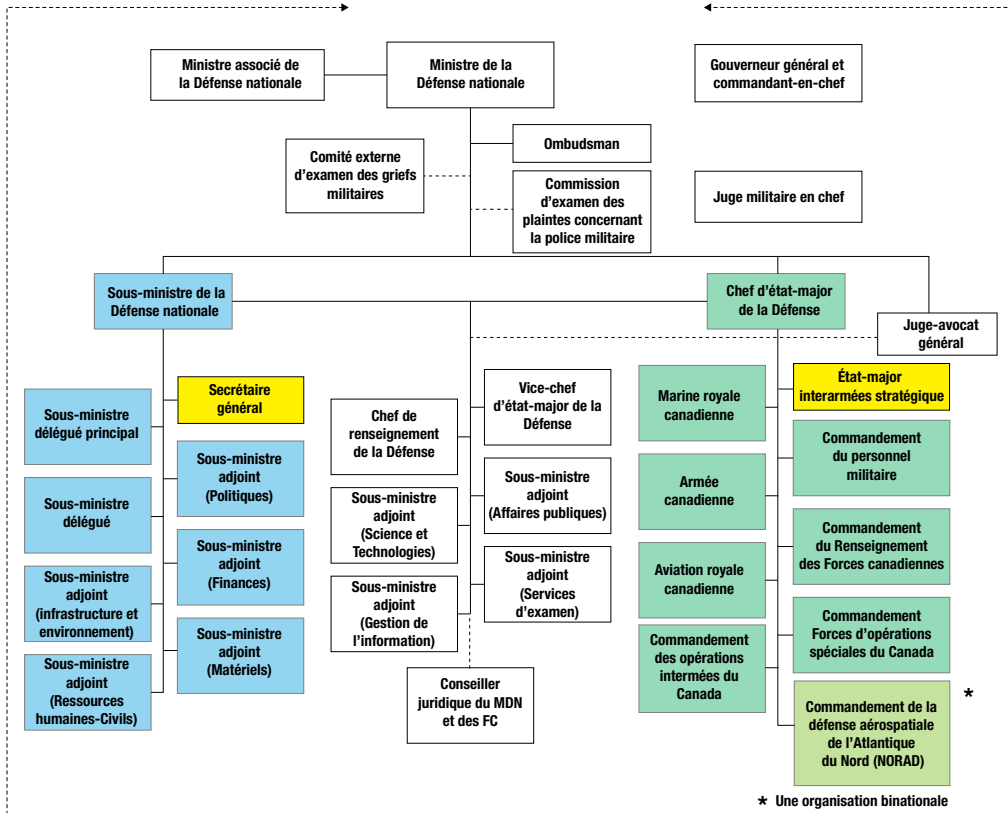 Ministre associé de
la Défense nationale
Ministre de la
Défense nationale
Gouverneur général et
commandant-en-chef
Comité externe
d'examen des griefs
militaires
Ombudsman
Commission
d'examen des
plaintes concernant
la police militaire
Juge militaire en chef
Sous-ministre de la
Défense nationale
Chef d'état-major
de la Défense
Juge-avocat
général
Sous-ministre
délégué principal
Secrétaire
général
Sous-ministre
adjoint
(Politiques)
Sous-ministre
délégué
Sous-ministre
adjoint
(Finances)
Sous-ministre
adjoint
(infrastructure et
environnement)
Sous-ministre
adjoint
(Matériels)
Sous-ministre
adjoint
(Ressources
humaines-Civils)
Chef de
renseignement
de la Défense
Vice-chef
d'état-major de la
Défense
Sous-ministre
adjoint
(Science et
Technologies)
Sous-ministre
adjoint
(Affaires publiques)
Sous-ministre
adjoint
(Gestion de
l'information)
Sous-ministre
adjoint
(Services
d'examen)
Conseiller
juridique du MDN
et des FC
Marine royale
canadienne
État-major
interarmées stratégique
Commandement
du personnel
militaire
Armée
canadienne
Commandement
du Renseignement
des Forces canadiennes
Aviation royale
canadienne
Commandement
Forces d'opérations
spéciales du Canada
Commandement
des opérations
intermées du
Canada
Commandement de la
défense aérospatiale
de l'Atlantique
du Nord (NORAD)
*
* Une organisation binationale